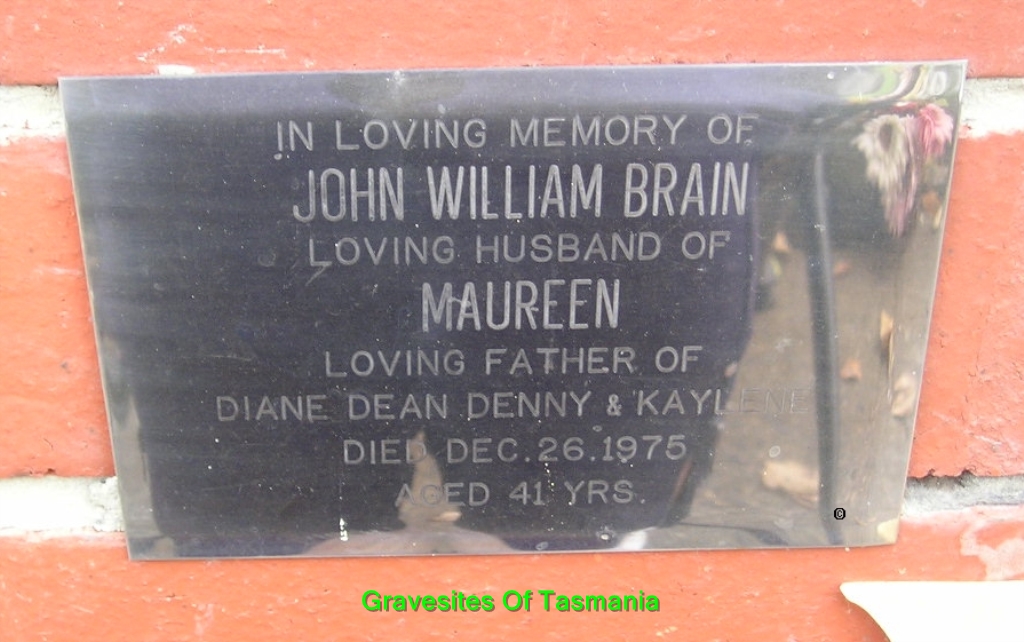 IN LOVING MEMORY OF
JOHN WILLIAM BRAIN
LOVING HUSBAND OF
MAUREEN
LOVING FATHER OF
DIANE DEAN DENNY & KAYLENE
DIED DEC. 26. 1975
AGED 41 YRS.
©
Gravesites Of Tasmania